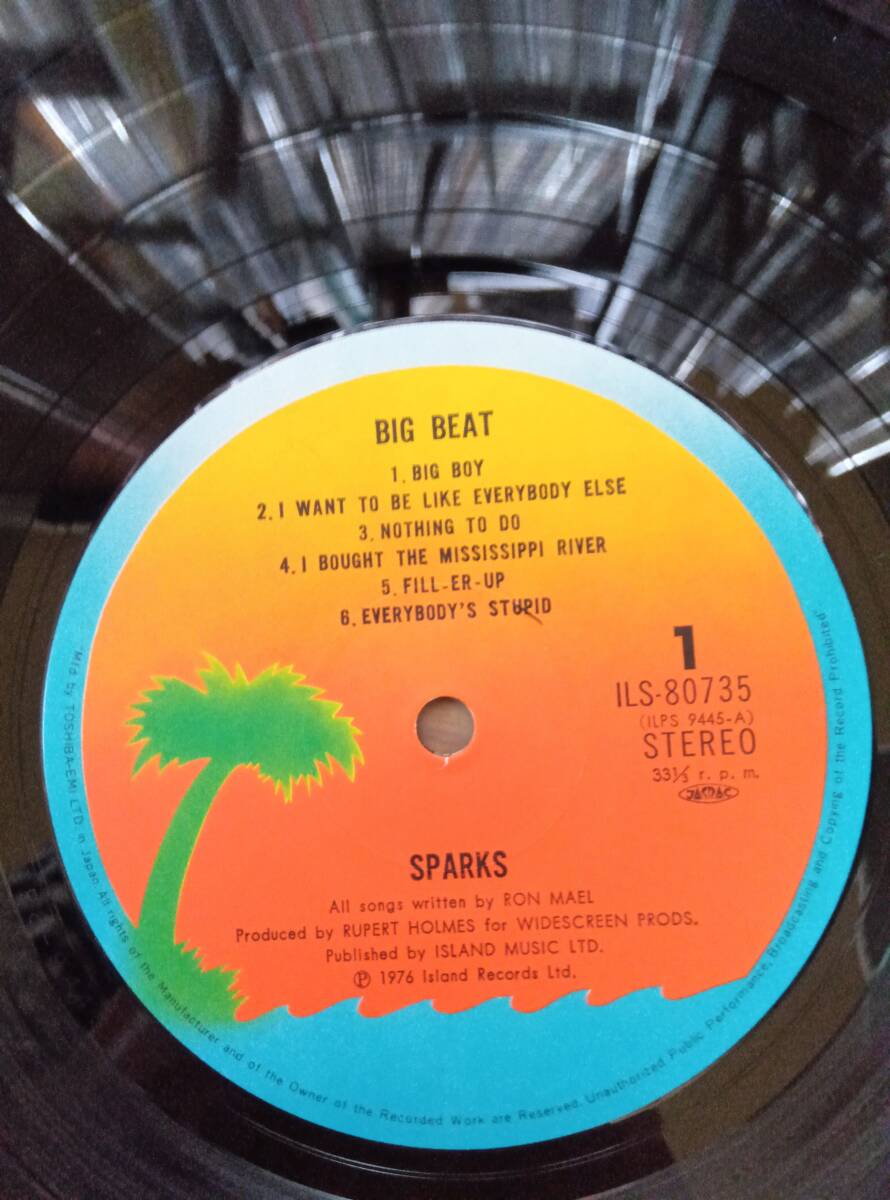 BIG BEAT
1. BIG BOY
2. I WANT TO BE LIKE EVERYBODY ELSE
3. NOTHING TO DO
4. I BOUGHT THE MISSISSIPPI RIVER
5. FILL-ER-UP
6. EVERYBODY'S STUPID
1
ILS-80735
(ILPS 9445-A)
STEREO
33⅓ r. p. m.
JASRAC
SPARKS
All songs written by RON MAEL
Produced by RUPERT HOLMES for WIDESCREEN PRODS.
Published by ISLAND MUSIC LTD.
Ⓟ 1976 Island Records Ltd.
"Mfd by TOSHIBA-EMI LTD. in Japan. All rights of the Manufacturer and of the Owner of the Recorded Work are Reserved. Unauthorized Public Performance, Broadcasting and Copying of the Record Prohibited"